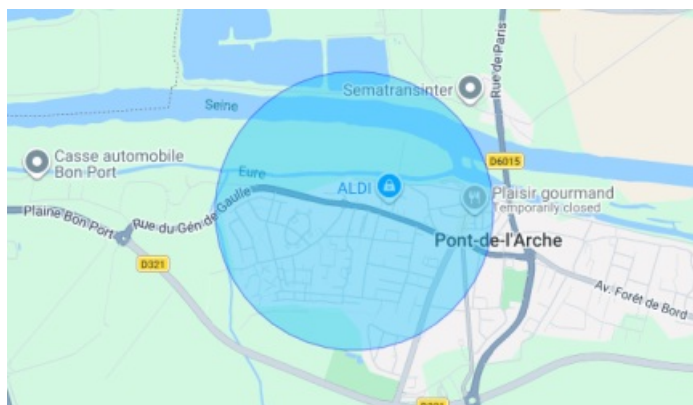 Seine
Sematransinter
Rue de Paris
Casse automobile
Bon Port
Eure
D6015
ALDI
Plaisir gourmand
Temporarily closed
Plaine Bon Port
Rue du Gén de Gaulle
Pont-de-l'Arche
D321
Av. Forêt de Bord
D321